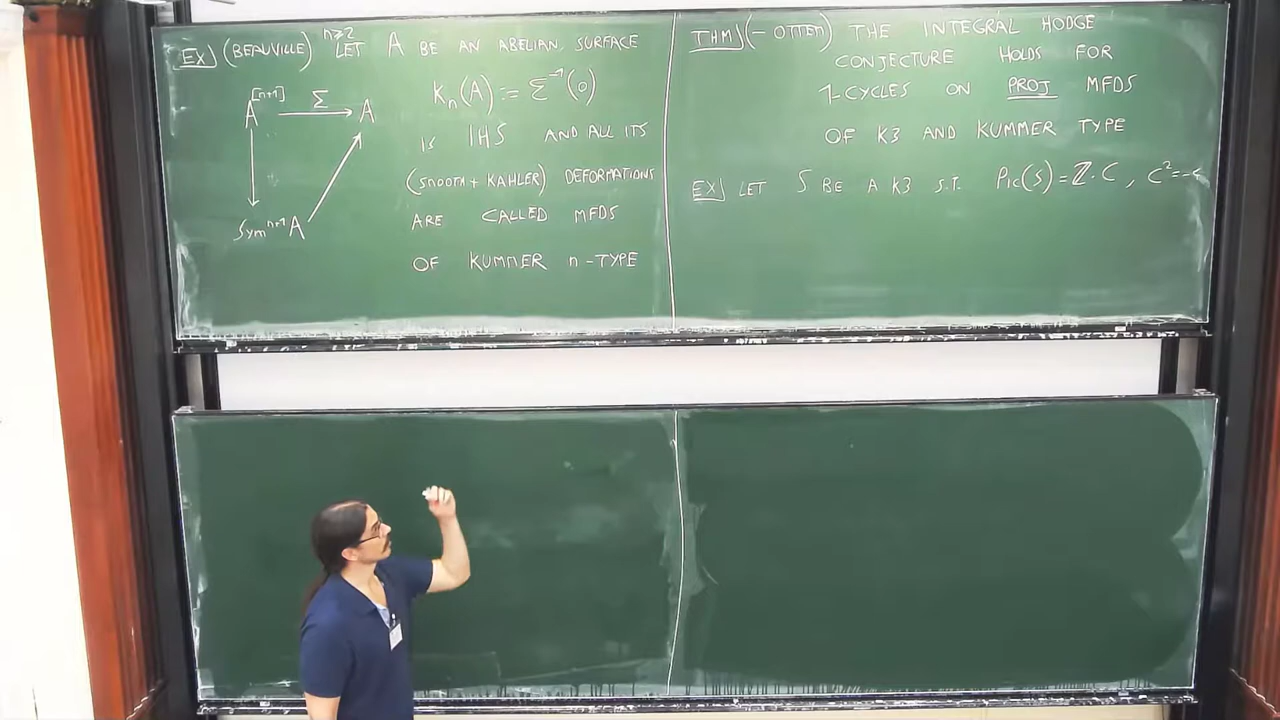 EX] (BEAUVILLE) n≥2 LET A BE AN ABELIAN SURFACE
A^[n+1] Σ→ A
K_n(A) := Σ^-1(0)
IS IHS AND ALL ITS
(SMOOTH + KAHLER) DEFORMATIONS
Sym^{n+1} A
ARE CALLED MFDS
OF KUMMER n-TYPE
THM] (- OTTEM) THE INTEGRAL HODGE
CONJECTURE HOLDS FOR
1-CYCLES ON PROJ MFDS
OF K3 AND KUMMER TYPE
EX] LET S BE A K3 S.T. Pic(S) = ℤ·C, C²=-